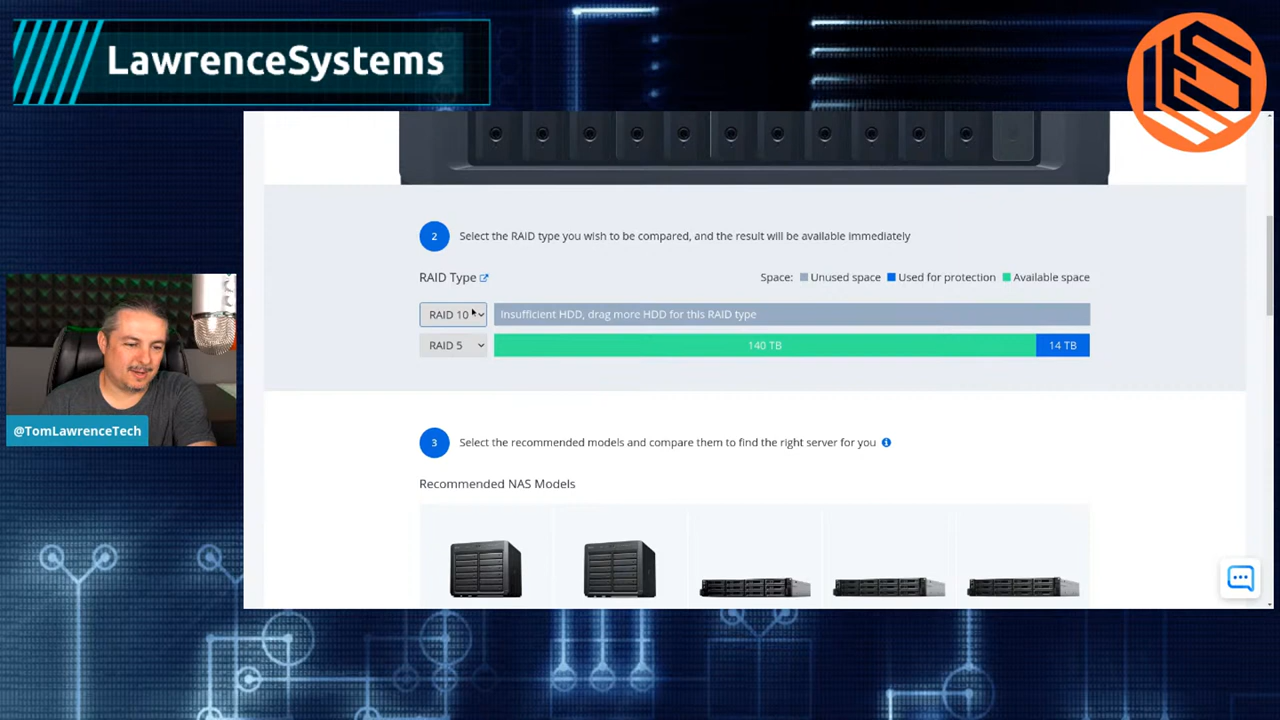 LawrenceSystems
2 Select the RAID type you wish to be compared, and the result will be available immediately
RAID Type
Space: Unused space Used for protection Available space
RAID 10 Insufficient HDD, drag more HDD for this RAID type
RAID 5 140 TB 14 TB
@TomLawrenceTech
3 Select the recommended models and compare them to find the right server for you
Recommended NAS Models